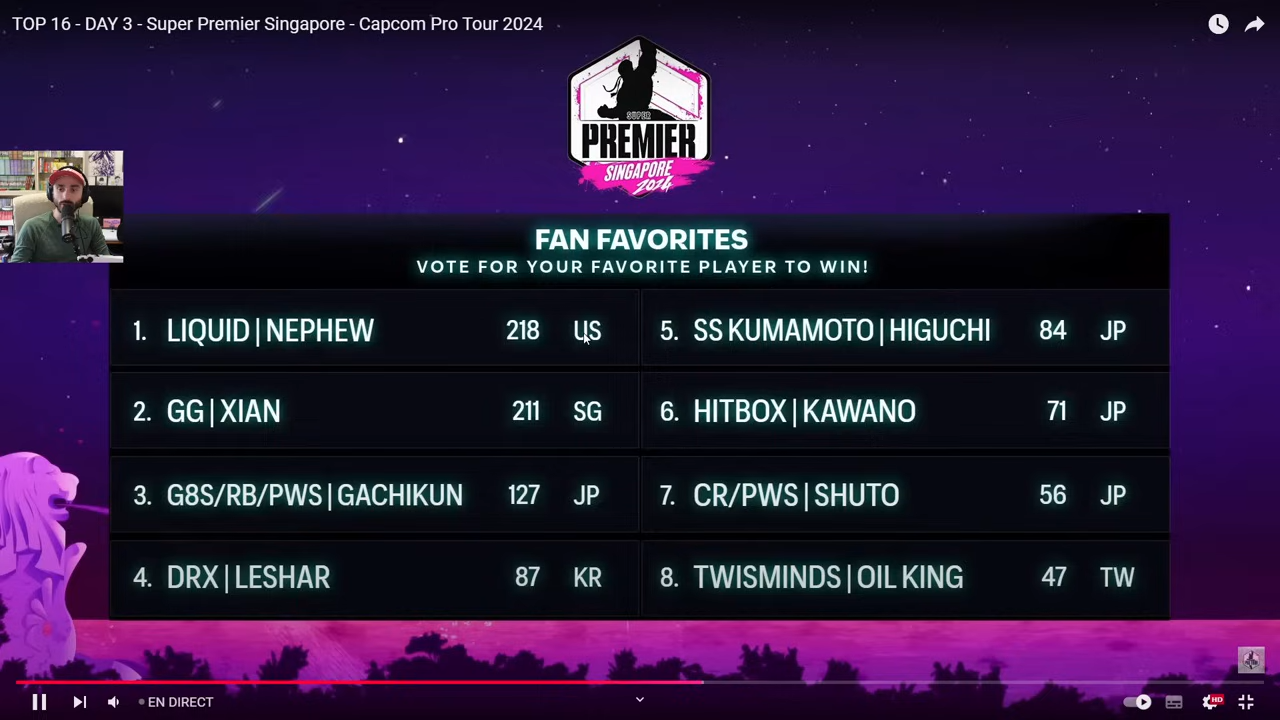 TOP 16 - DAY 3 - Super Premier Singapore - Capcom Pro Tour 2024
SUPER
PREMIER
SINGAPORE
2024
FAN FAVORITES
VOTE FOR YOUR FAVORITE PLAYER TO WIN!
1. LIQUID | NEPHEW 218 US
2. GG | XIAN 211 SG
3. G8S/RB/PWS | GACHIKUN 127 JP
4. DRX | LESHAR 87 KR
5. SS KUMAMOTO | HIGUCHI 84 JP
6. HITBOX | KAWANO 71 JP
7. CR/PWS | SHUTO 56 JP
8. TWISMINDS | OIL KING 47 TW
EN DIRECT
HD